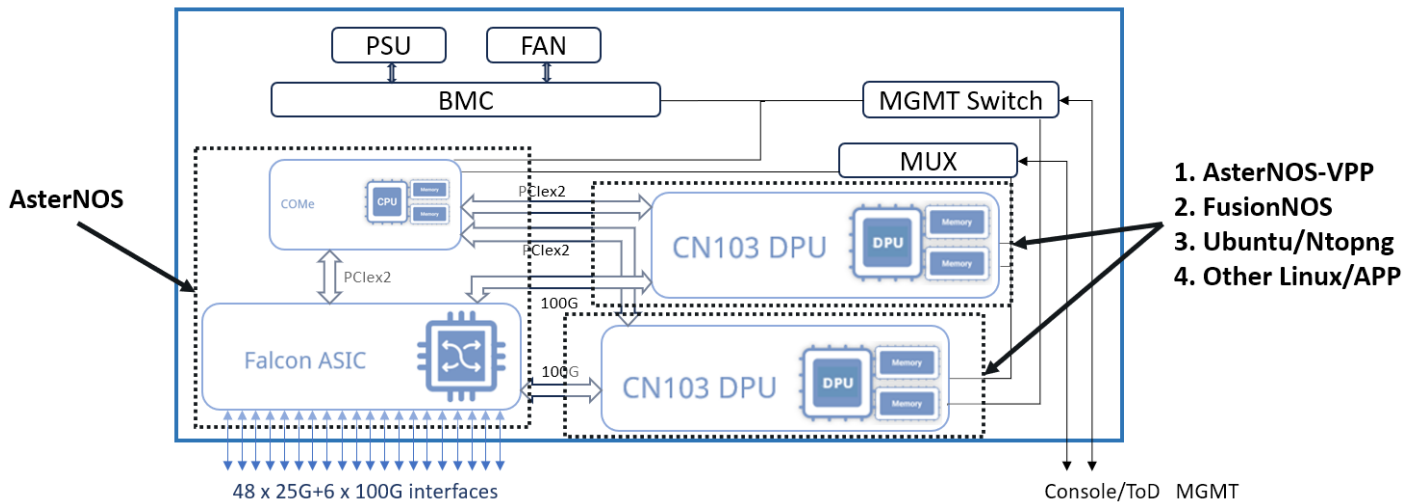 PSU
FAN
BMC
MGMT Switch
MUX
AsterNOS
COMe
CPU
Memory
Memory
PCIex2
PCIex2
PCIex2
CN103 DPU
DPU
Memory
Memory
1. AsterNOS-VPP
2. FusionNOS
3. Ubuntu/Ntopng
4. Other Linux/APP
100G
Falcon ASIC
100G
CN103 DPU
DPU
Memory
Memory
48 x 25G+6 x 100G interfaces
Console/ToD MGMT